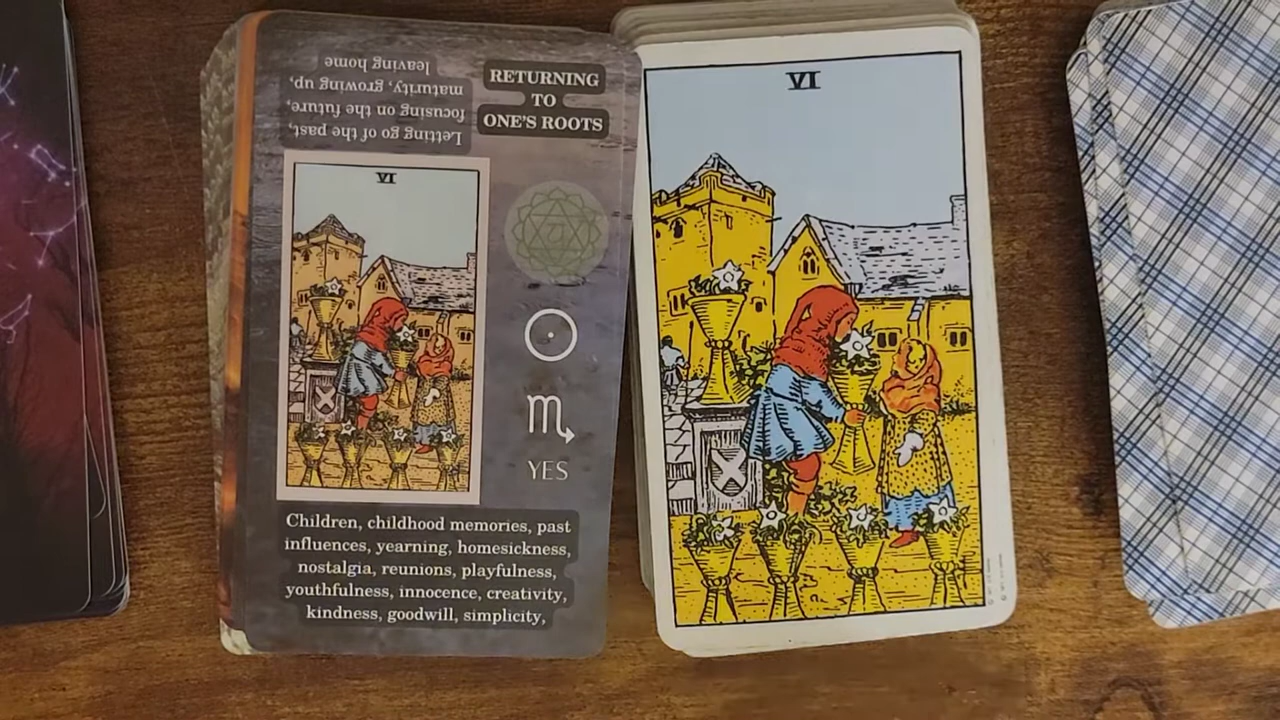 leaving home
maturity, growing up,
focusing on the future,
Letting go of the past,
RETURNING
TO
ONE'S ROOTS
VI
YES
Children, childhood memories, past
influences, yearning, homesickness,
nostalgia, reunions, playfulness,
youthfulness, innocence, creativity,
kindness, goodwill, simplicity,
VI